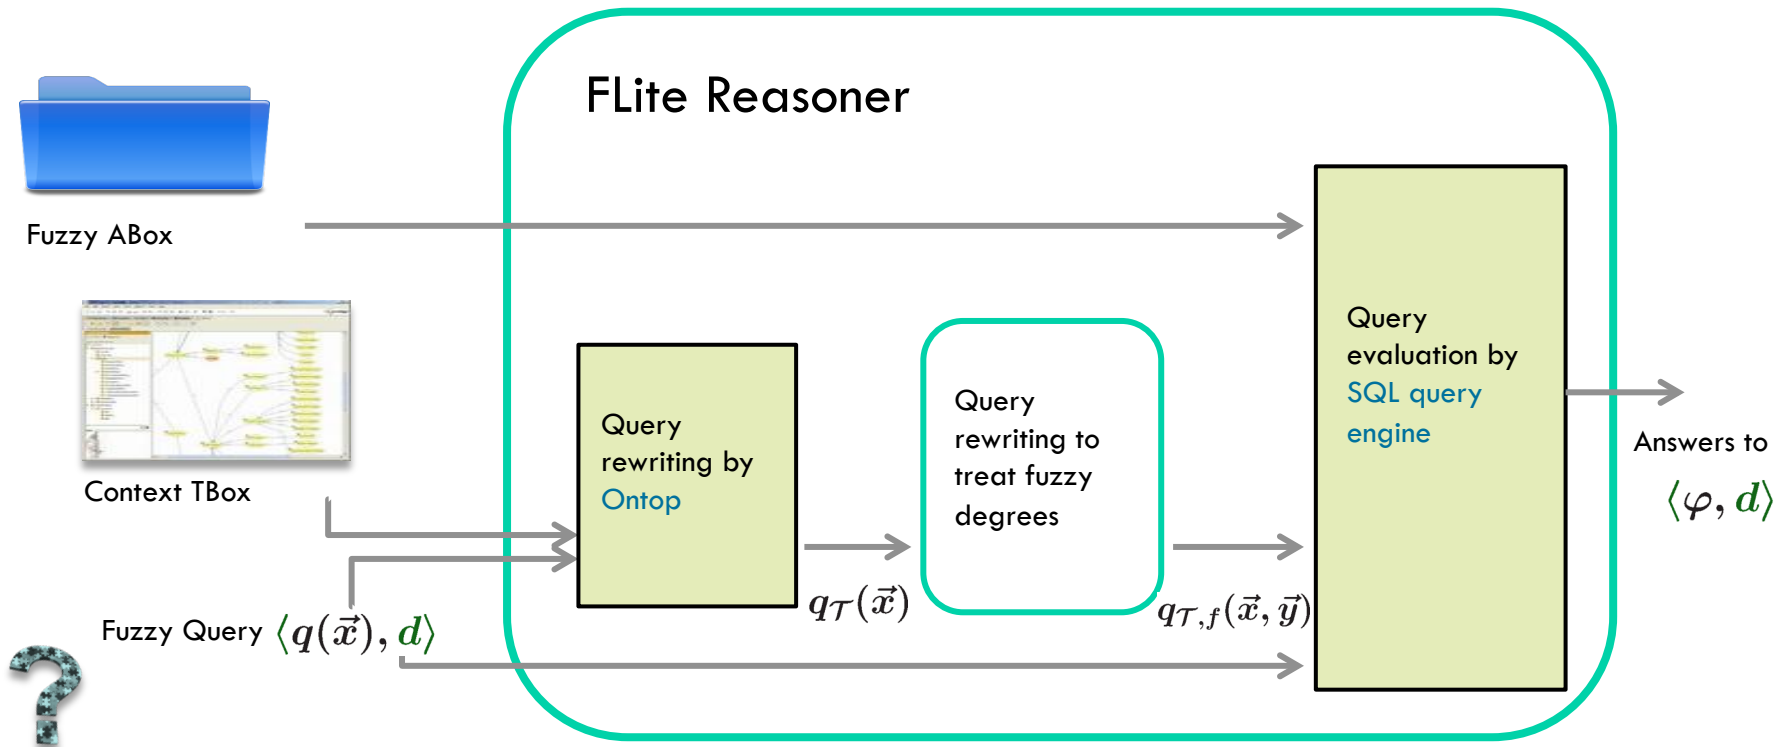 FLite Reasoner
Fuzzy ABox
Context TBox
Fuzzy Query ⟨q(x⃗), d⟩
Query
rewriting by
Ontop
q_𝒯(x⃗)
Query
rewriting to
treat fuzzy
degrees
q_{𝒯,f}(x⃗, y⃗)
Query
evaluation by
SQL query
engine
Answers to
⟨φ, d⟩